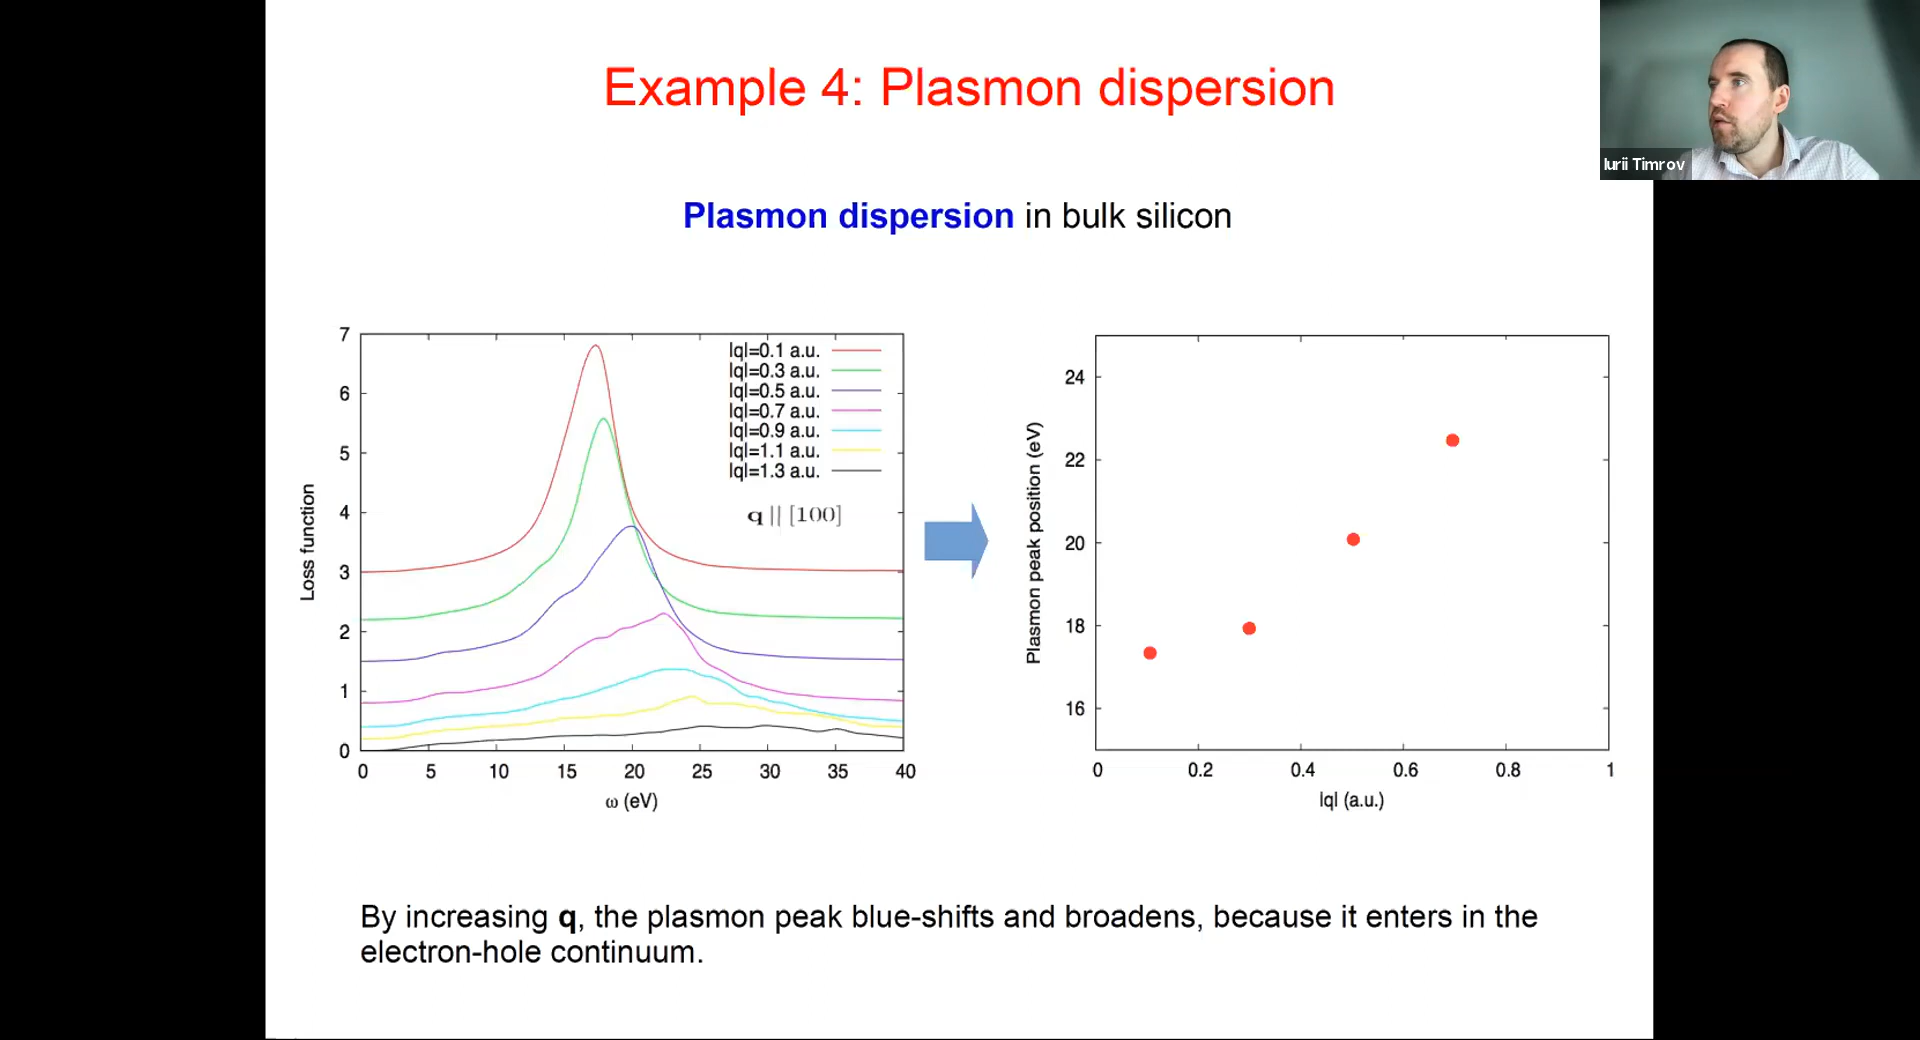 Example 4: Plasmon dispersion
Iurii Timrov
Plasmon dispersion in bulk silicon
7
6
5
4
3
2
1
0
Loss function
0 5 10 15 20 25 30 35 40
ω (eV)
|q|=0.1 a.u.
|q|=0.3 a.u.
|q|=0.5 a.u.
|q|=0.7 a.u.
|q|=0.9 a.u.
|q|=1.1 a.u.
|q|=1.3 a.u.
q || [100]
24
22
20
18
16
Plasmon peak position (eV)
0 0.2 0.4 0.6 0.8 1
|q| (a.u.)
By increasing q, the plasmon peak blue-shifts and broadens, because it enters in the
electron-hole continuum.